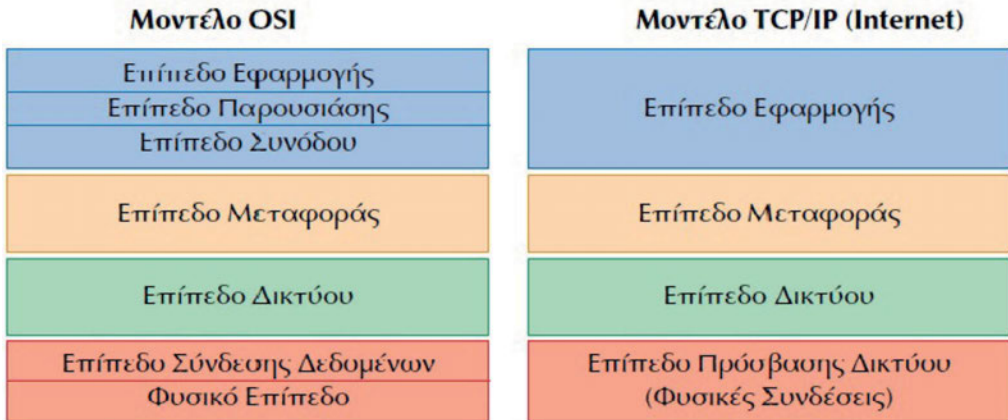 Μοντέλο OSI
Επίπεδο Εφαρμογής
Επίπεδο Παρουσιάσης
Επίπεδο Συνόδου
Επίπεδο Μεταφοράς
Επίπεδο Δικτύου
Επίπεδο Σύνδεσης Δεδομένων
Φυσικό Επίπεδο
Μοντέλο TCP/IP (Internet)
Επίπεδο Εφαρμογής
Επίπεδο Μεταφοράς
Επίπεδο Δικτύου
Επίπεδο Πρόσβασης Δικτύου
(Φυσικές Συνδέσεις)